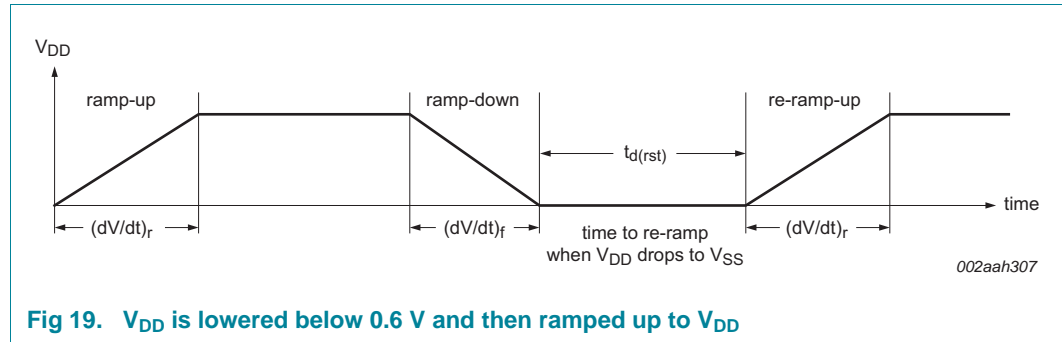 VDD
ramp-up
ramp-down
re-ramp-up
td(rst)
time
(dV/dt)r
(dV/dt)f
time to re-ramp
when VDD drops to VSS
(dV/dt)r
002aah307
Fig 19. VDD is lowered below 0.6 V and then ramped up to VDD